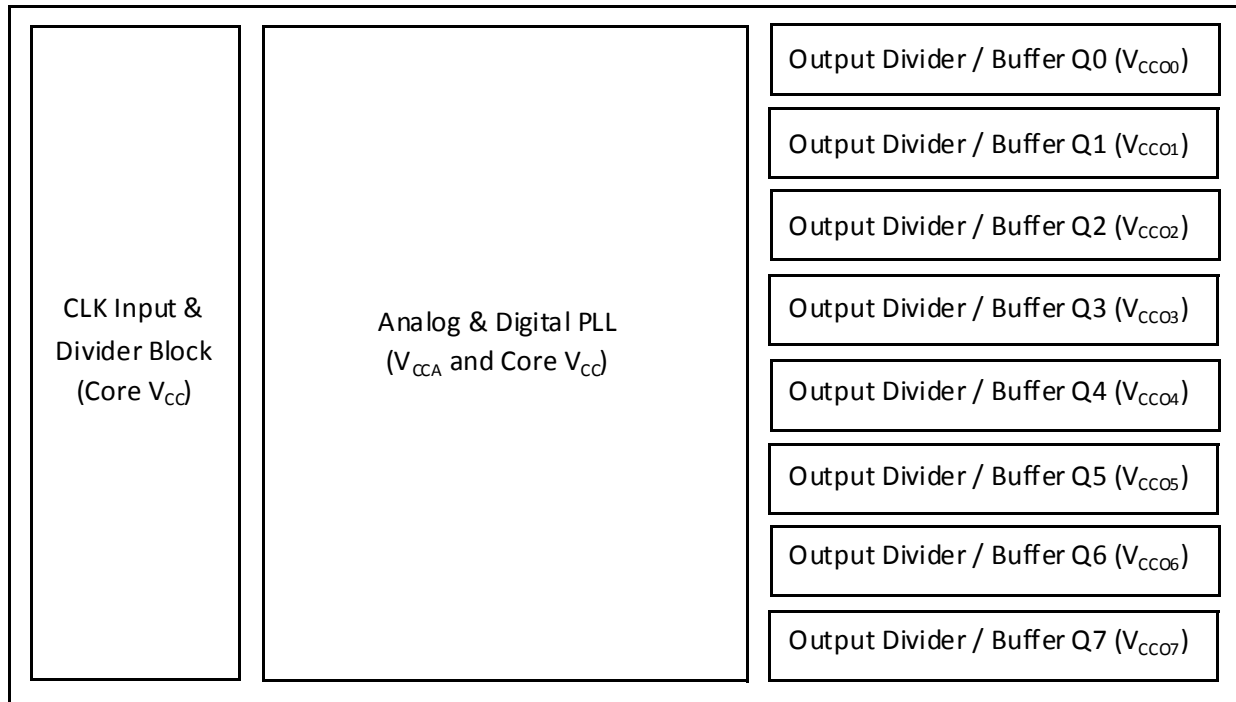 CLK Input &
Divider Block
(Core VCC)
Analog & Digital PLL
(VCCA and Core VCC)
Output Divider / Buffer Q0 (VCCO0)
Output Divider / Buffer Q1 (VCCO1)
Output Divider / Buffer Q2 (VCCO2)
Output Divider / Buffer Q3 (VCCO3)
Output Divider / Buffer Q4 (VCCO4)
Output Divider / Buffer Q5 (VCCO5)
Output Divider / Buffer Q6 (VCCO6)
Output Divider / Buffer Q7 (VCCO7)